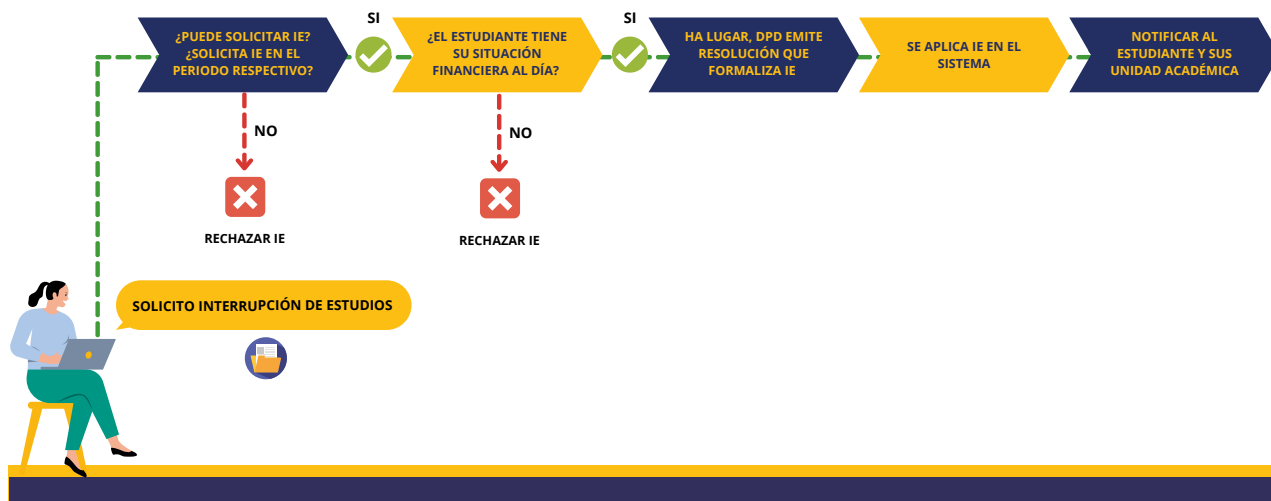 ¿PUEDE SOLICITAR IE?
¿SOLICITA IE EN EL
PERIODO RESPECTIVO?
SI
¿EL ESTUDIANTE TIENE
SU SITUACIÓN
FINANCIERA AL DÍA?
SI
HA LUGAR, DPD EMITE
RESOLUCIÓN QUE
FORMALIZA IE
SE APLICA IE EN EL
SISTEMA
NOTIFICAR AL
ESTUDIANTE Y SUS
UNIDAD ACADÉMICA
NO
RECHAZAR IE
NO
RECHAZAR IE
SOLICITO INTERRUPCIÓN DE ESTUDIOS